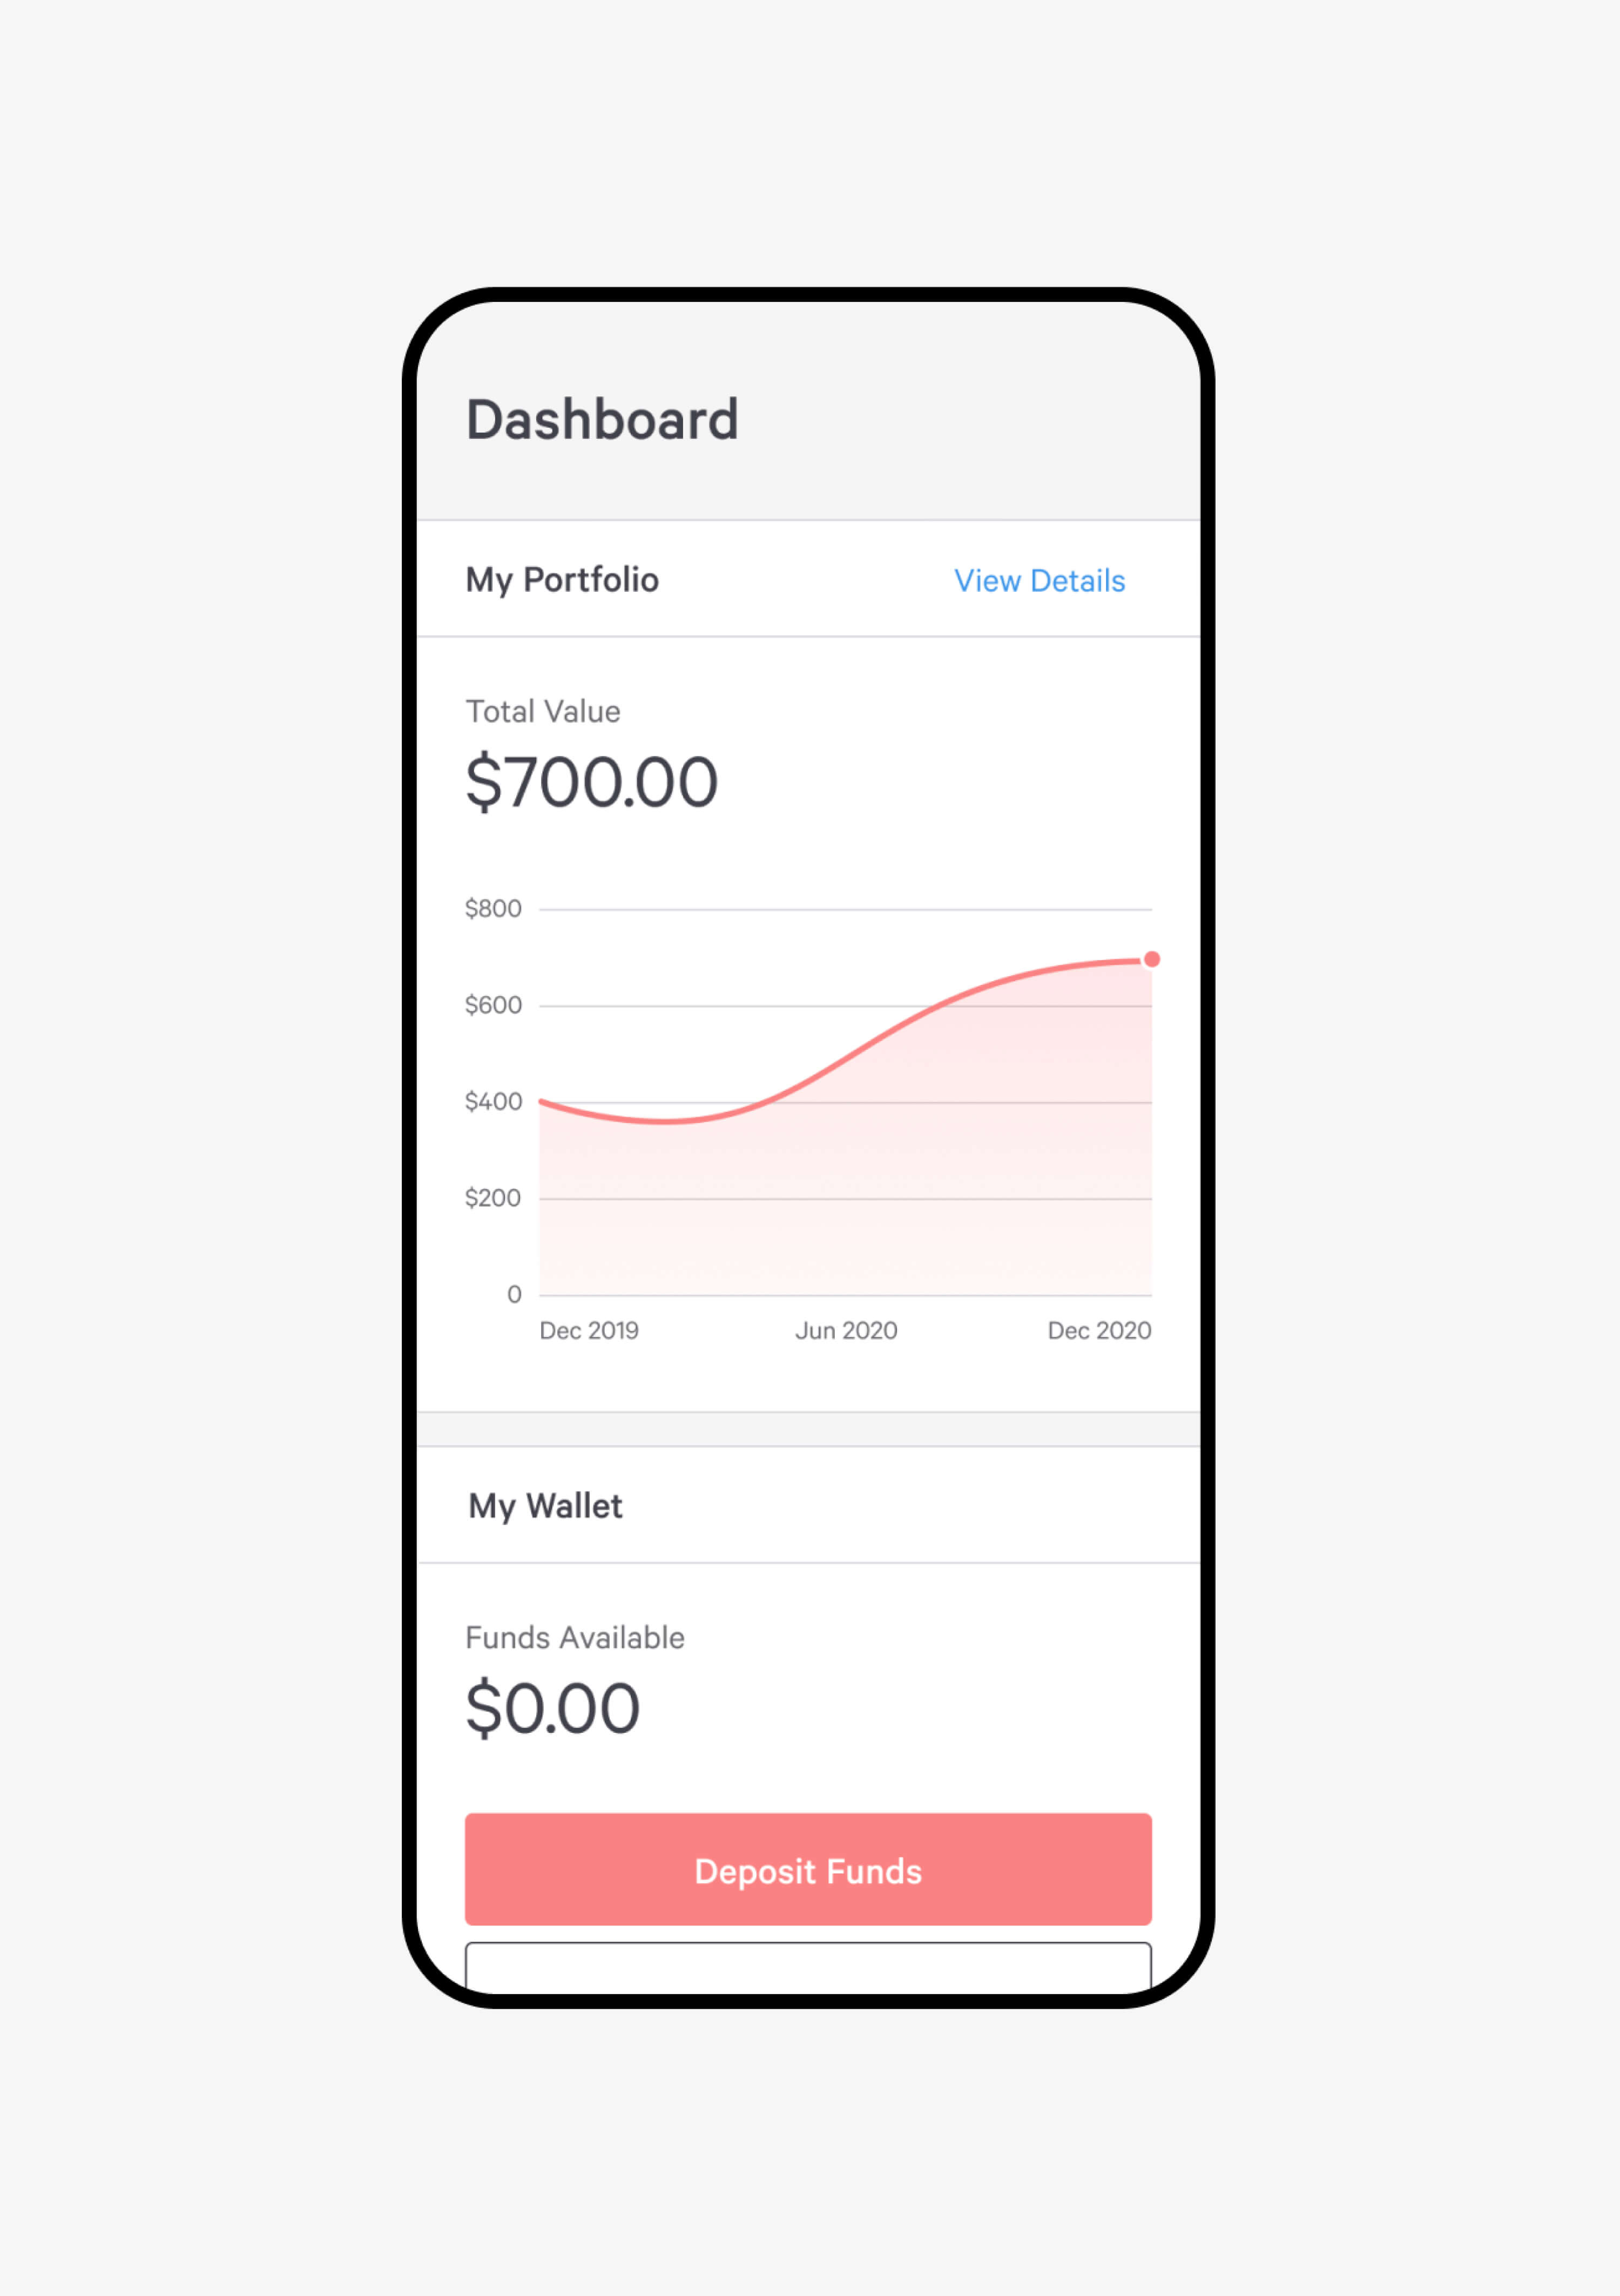 Dashboard
My Portfolio
View Details
Total Value
$700.00
$800
$600
$400
$200
0
Dec 2019
Jun 2020
Dec 2020
My Wallet
Funds Available
$0.00
Deposit Funds